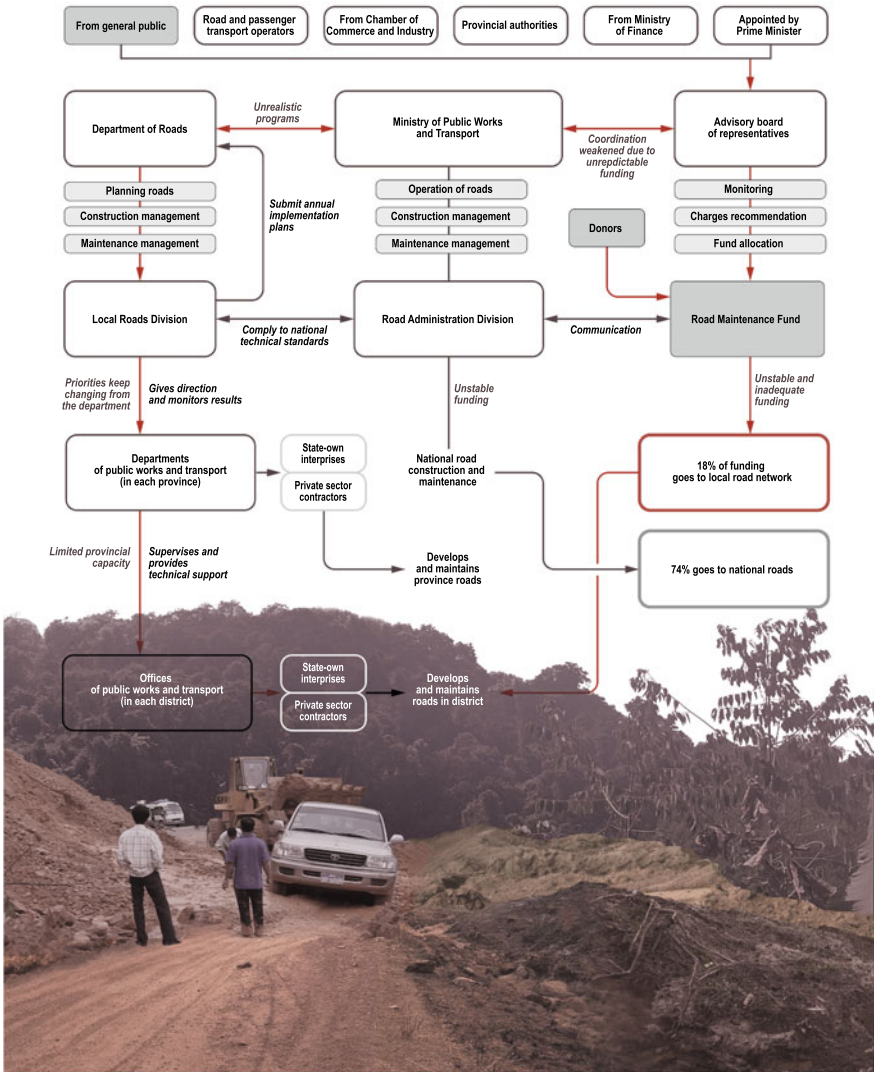 From general public
Road and passenger
transport operators
From Chamber of
Commerce and Industry
Provincial authorities
From Ministry
of Finance
Appointed by
Prime Minister
Department of Roads
Unrealistic
programs
Ministry of Public Works
and Transport
Coordination
weakened due to
unrepdictable
funding
Advisory board
of representatives
Planning roads
Construction management
Maintenance management
Submit annual
implementation
plans
Operation of roads
Construction management
Maintenance management
Donors
Monitoring
Charges recommendation
Fund allocation
Local Roads Division
Comply to national
technical standards
Road Administration Division
Communication
Road Maintenance Fund
Priorities keep
changing from
the department
Gives direction
and monitors results
Unstable
funding
Unstable and
inadequate
funding
Departments
of public works and transport
(in each province)
State-own
interprises
Private sector
contractors
National road
construction and
maintenance
18% of funding
goes to local road network
Limited provincial
capacity
Supervises and
provides
technical support
Develops
and maintains
province roads
74% goes to national roads
Offices
of public works and transport
(in each district)
State-own
interprises
Private sector
contractors
Develops
and maintains
roads in district